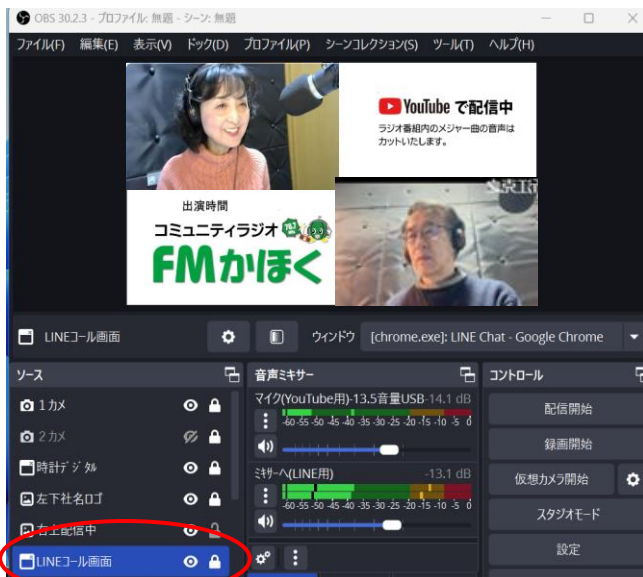 OBS 30.2.3 - プロファイル: 無題 - シーン: 無題
ファイル(F) 編集(E) 表示(V) ドック(D) プロファイル(P) シーンコレクション(S) ツール(T) ヘルプ(H)
YouTube で配信中
ラジオ番組内のメジャー曲の音声は
カットいたします。
出演時間
コミュニティラジオ
FMかほく
LINEコール画面
ウィンドウ [chrome.exe]: LINE Chat - Google Chrome
ソース
1カメ
2カメ
時計デジタル
左下社名ロゴ
右上配信中
LINEコール画面
音声ミキサー
マイク(YouTube用)-13.5音量USB -14.1 dB
-60 -55 -50 -45 -40 -35 -30 -25 -20 -15 -10 -5 0
ミキサーへ(LINE用) -13.1 dB
-60 -55 -50 -45 -40 -35 -30 -25 -20 -15 -10 -5 0
コントロール
配信開始
録画開始
仮想カメラ開始
スタジオモード
設定